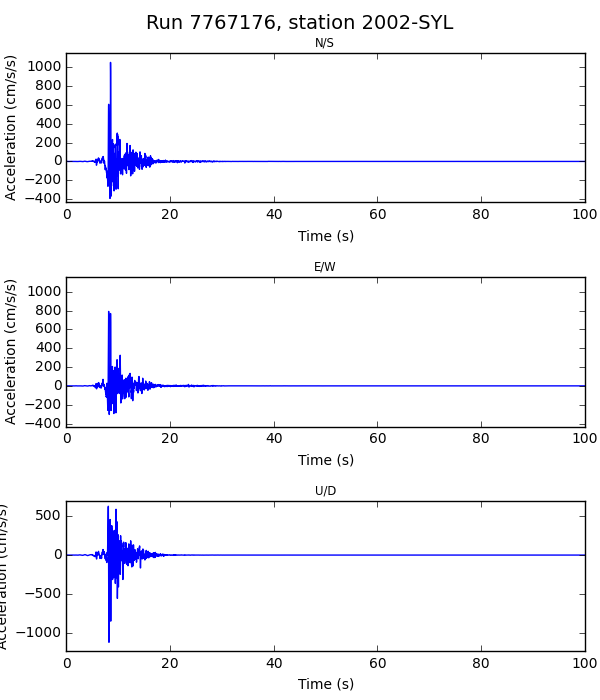 Run 7767176, station 2002-SYL
N/S
Acceleration (cm/s/s)
1000
800
600
400
200
0
−200
−400
0 20 40 60 80 100
Time (s)
E/W
Acceleration (cm/s/s)
1000
800
600
400
200
0
−200
−400
0 20 40 60 80 100
Time (s)
U/D
Acceleration (cm/s/s)
500
0
−500
−1000
0 20 40 60 80 100
Time (s)